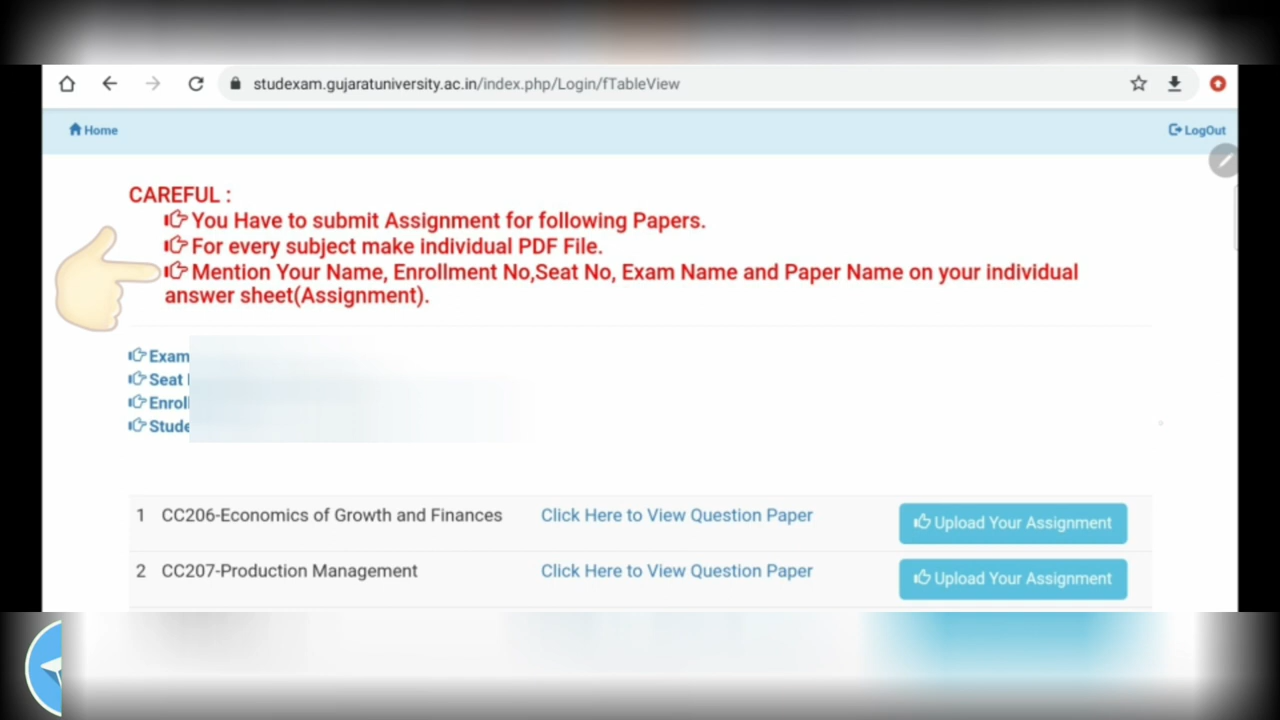 studexam.gujaratuniversity.ac.in/index.php/Login/fTableView
Home
LogOut
CAREFUL :
You Have to submit Assignment for following Papers.
For every subject make individual PDF File.
Mention Your Name, Enrollment No,Seat No, Exam Name and Paper Name on your individual
answer sheet(Assignment).
Exam
Seat
1 CC206-Economics of Growth and Finances Click Here to View Question Paper Upload Your Assignment
2 CC207-Production Management Click Here to View Question Paper Upload Your Assignment